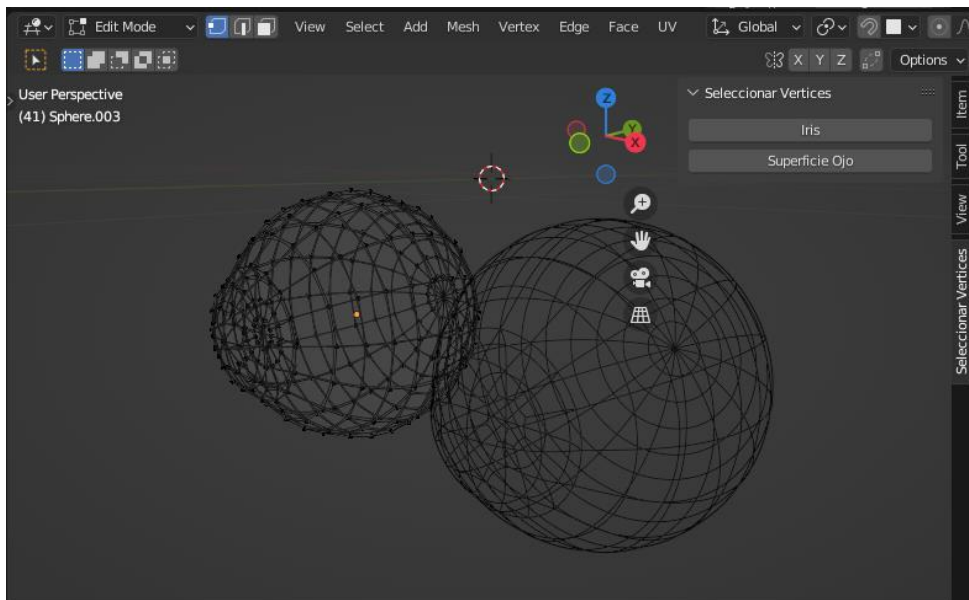 Edit Mode View Select Add Mesh Vertex Edge Face UV Global
X Y Z Options
User Perspective
(41) Sphere.003
Z
Y
X
Seleccionar Vertices
Iris
Superficie Ojo
Item
Tool
View
Seleccionar Vertices